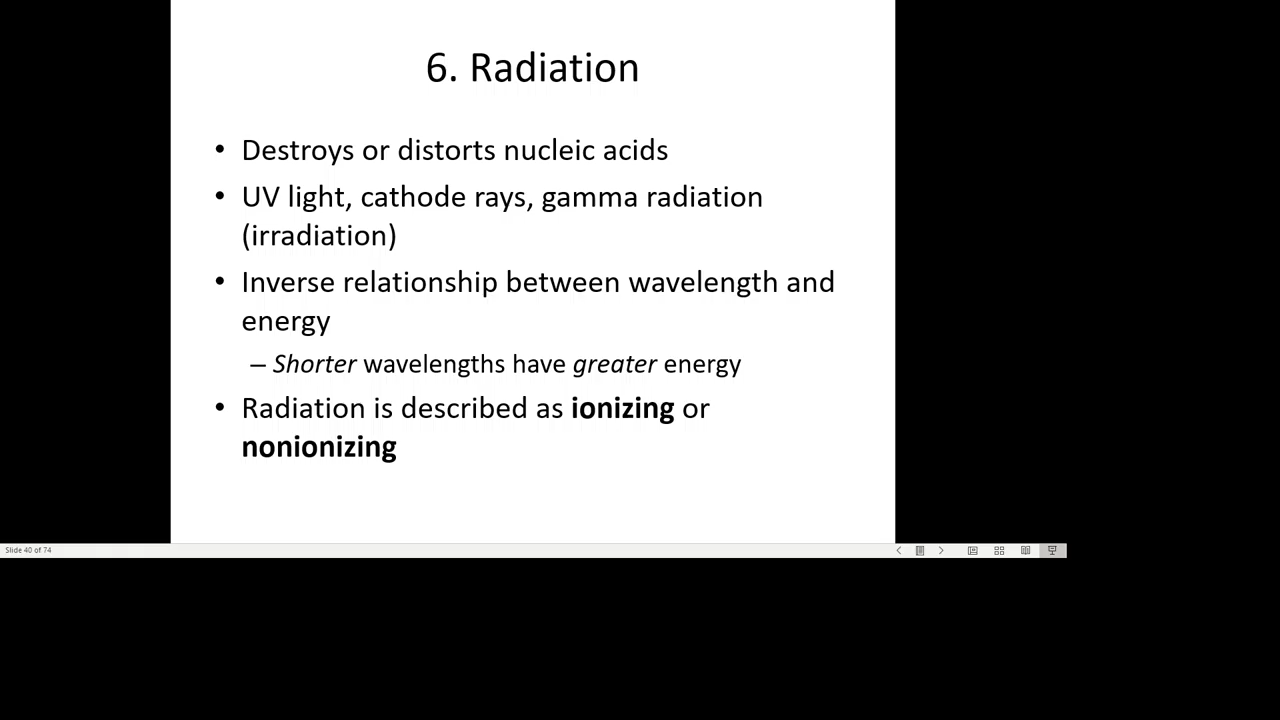 6. Radiation
• Destroys or distorts nucleic acids
• UV light, cathode rays, gamma radiation
(irradiation)
• Inverse relationship between wavelength and
energy
– Shorter wavelengths have greater energy
• Radiation is described as ionizing or
nonionizing
Slide 40 of 74